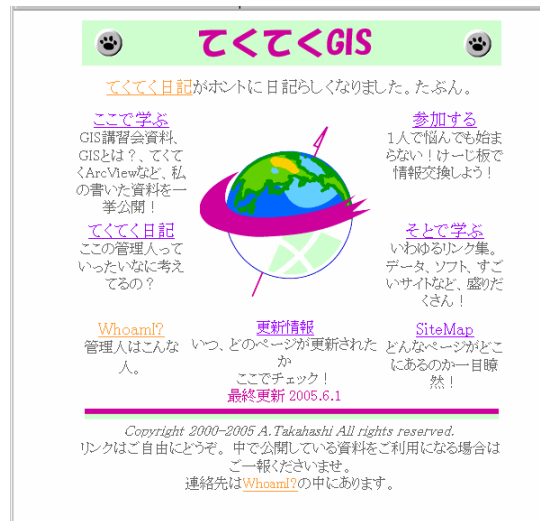 てくてくGIS
てくてく日記がホントに日記らしくなりました。たぶん。
ここで学ぶ
GIS講習会資料、
GISとは？、てくて
くArcViewなど、私
の書いた資料を一
挙公開！
参加する
1人で悩んでも始ま
らない！けーじ板で
情報交換しよう！
てくてく日記
ここの管理人って
いったいなに考え
てるの？
そとで学ぶ
いわゆるリンク集。
データ、ソフト、すご
いサイトなど、盛りだ
くさん！
WhoamI?
管理人はこんな
人。
更新情報
いつ、どのページが更新された
か
ここでチェック！
最終更新 2005.6.1
SiteMap
どんなページがどこ
にあるのか一目瞭
然！
Copyright 2000-2005 A.Takahashi All rights reserved.
リンクはご自由にどうぞ。中で公開している資料をご利用になる場合は
ご一報くださいませ。
連絡先はWhoamI?の中にあります。